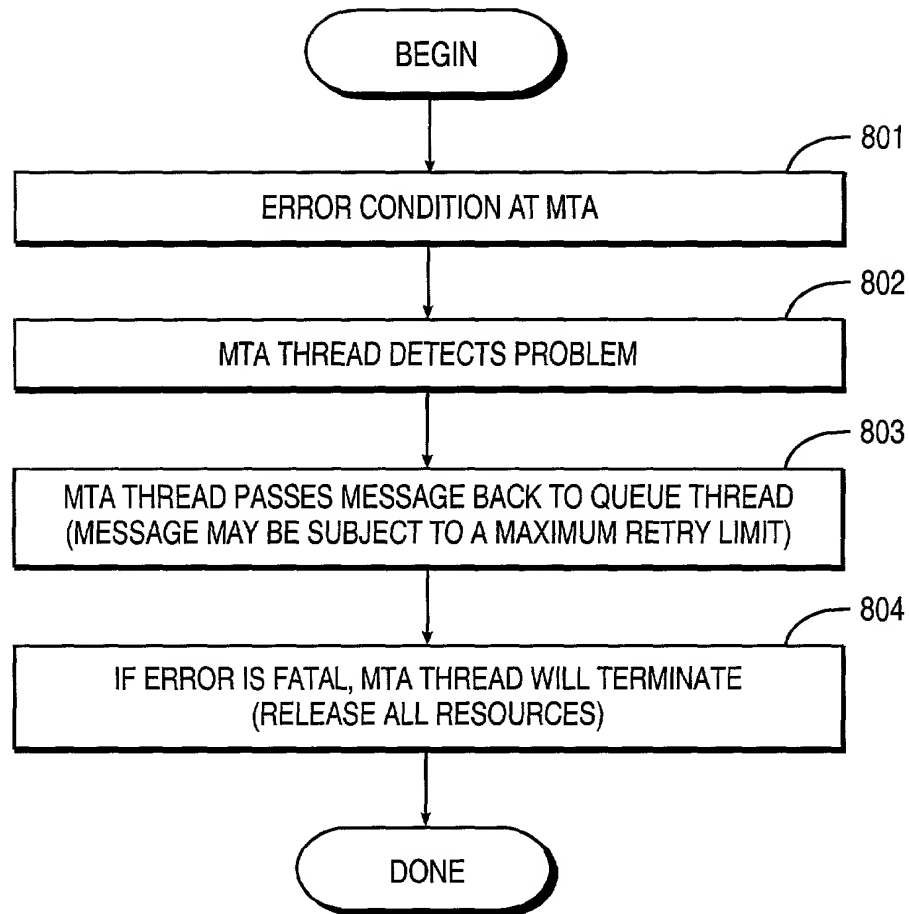 BEGIN
801
ERROR CONDITION AT MTA
802
MTA THREAD DETECTS PROBLEM
803
MTA THREAD PASSES MESSAGE BACK TO QUEUE THREAD
(MESSAGE MAY BE SUBJECT TO A MAXIMUM RETRY LIMIT)
804
IF ERROR IS FATAL, MTA THREAD WILL TERMINATE
(RELEASE ALL RESOURCES)
DONE